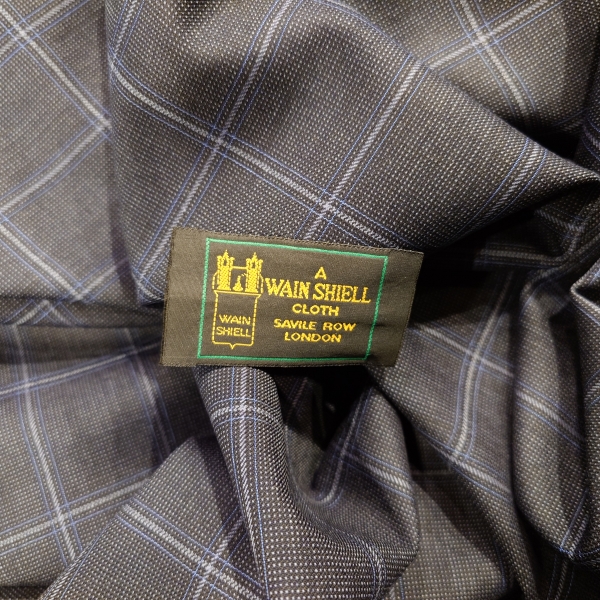 A
WAIN SHIELL
CLOTH
SAVILE ROW
LONDON
WAIN
SHIELL